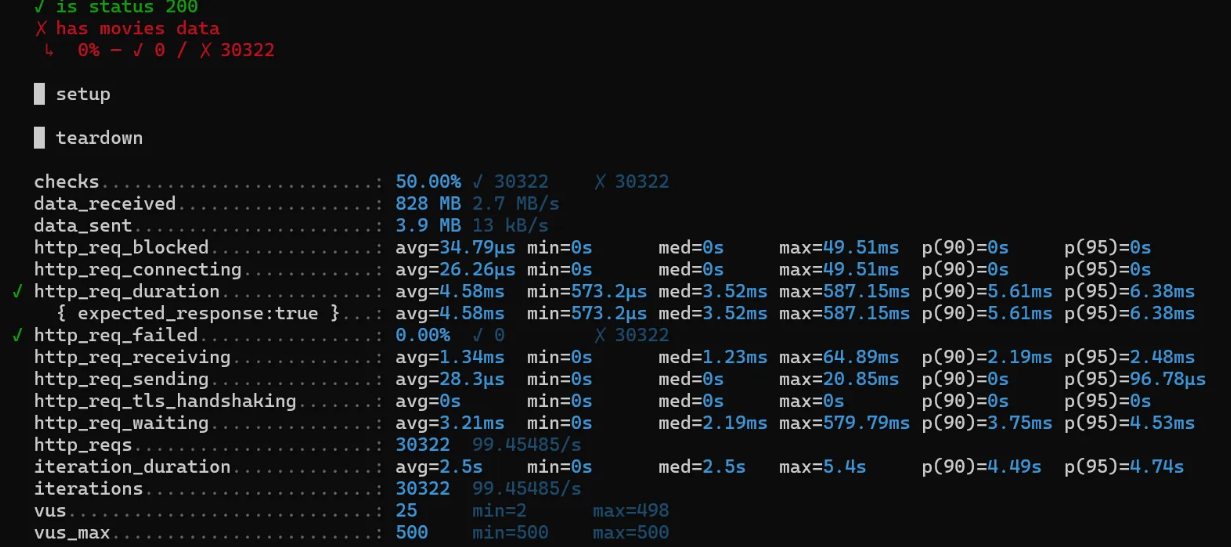 ✓ is status 200
✗ has movies data
↳ 0% — ✓ 0 / ✗ 30322
█ setup
█ teardown
checks.........................: 50.00% ✓ 30322 ✗ 30322
data_received..................: 828 MB 2.7 MB/s
data_sent......................: 3.9 MB 13 kB/s
http_req_blocked...............: avg=34.79µs min=0s med=0s max=49.51ms p(90)=0s p(95)=0s
http_req_connecting............: avg=26.26µs min=0s med=0s max=49.51ms p(90)=0s p(95)=0s
✓ http_req_duration..............: avg=4.58ms min=573.2µs med=3.52ms max=587.15ms p(90)=5.61ms p(95)=6.38ms
{ expected_response:true }...: avg=4.58ms min=573.2µs med=3.52ms max=587.15ms p(90)=5.61ms p(95)=6.38ms
✓ http_req_failed................: 0.00% ✓ 0 ✗ 30322
http_req_receiving.............: avg=1.34ms min=0s med=1.23ms max=64.89ms p(90)=2.19ms p(95)=2.48ms
http_req_sending...............: avg=28.3µs min=0s med=0s max=20.85ms p(90)=0s p(95)=96.78µs
http_req_tls_handshaking.......: avg=0s min=0s med=0s max=0s p(90)=0s p(95)=0s
http_req_waiting...............: avg=3.21ms min=0s med=2.19ms max=579.79ms p(90)=3.75ms p(95)=4.53ms
http_reqs......................: 30322 99.45485/s
iteration_duration.............: avg=2.5s min=0s med=2.5s max=5.4s p(90)=4.49s p(95)=4.74s
iterations.....................: 30322 99.45485/s
vus............................: 25 min=2 max=498
vus_max........................: 500 min=500 max=500